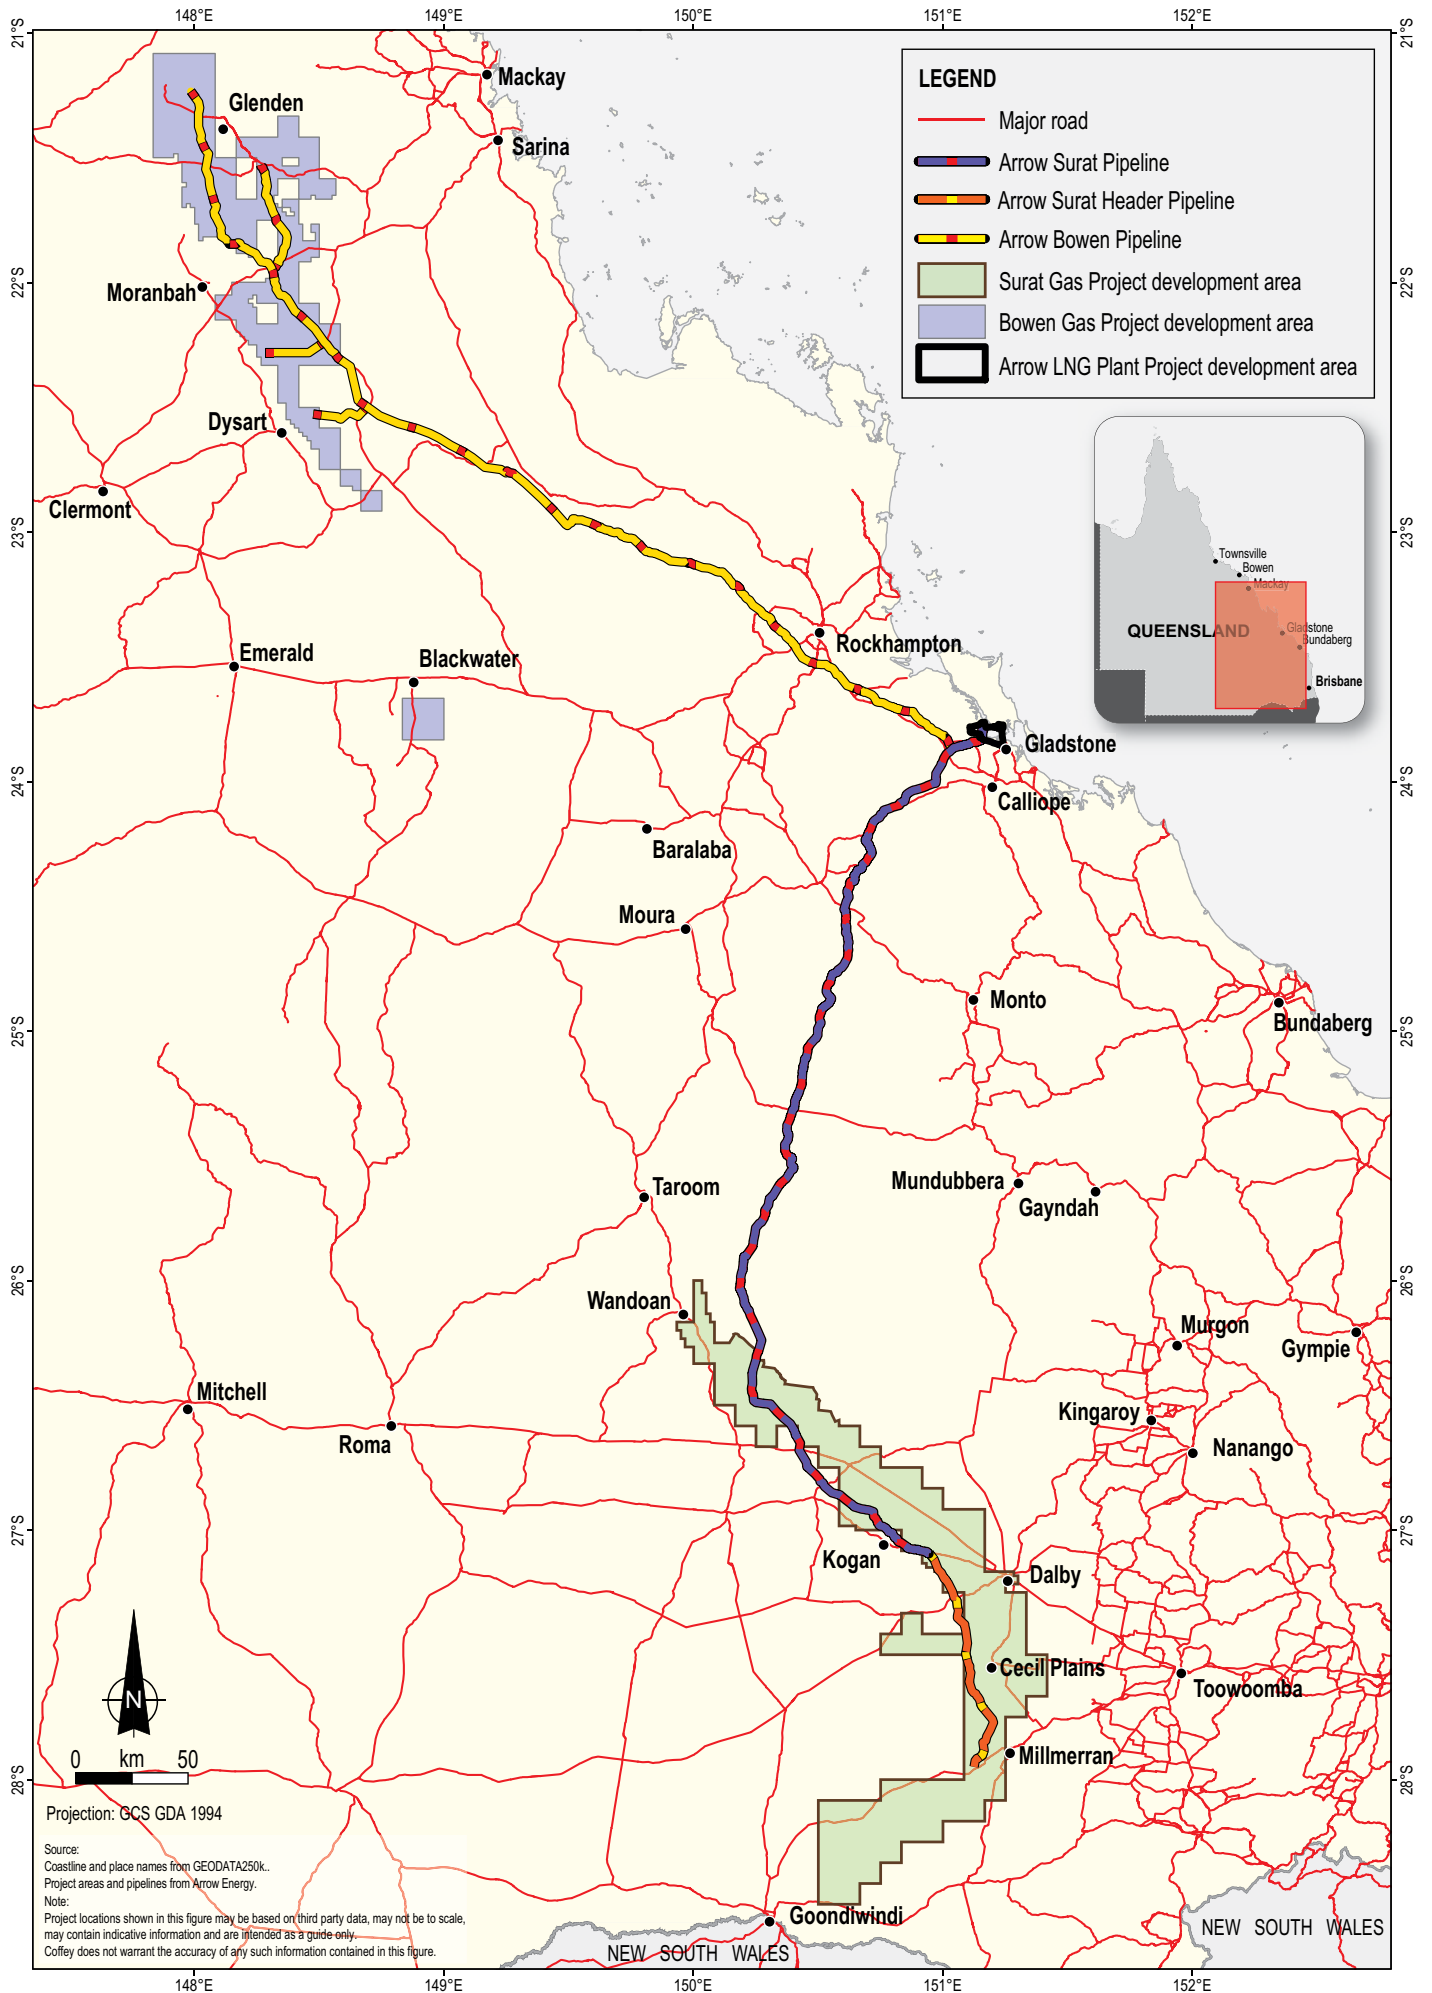 148°E 149°E 150°E 151°E 152°E
21°S 21°S
LEGEND
Major road
Arrow Surat Pipeline
Arrow Surat Header Pipeline
Arrow Bowen Pipeline
Surat Gas Project development area
Bowen Gas Project development area
Arrow LNG Plant Project development area
Mackay
Glenden
Sarina
22°S 22°S
Moranbah
Dysart
Clermont
23°S 23°S
Townsville
Bowen
Mackay
QUEENSLAND
Gladstone
Bundaberg
Brisbane
Rockhampton
Emerald
Blackwater
Gladstone
24°S 24°S
Calliope
Baralaba
Moura
Monto
Bundaberg
25°S 25°S
Mundubbera
Taroom
Gayndah
26°S 26°S
Wandoan
Murgon
Gympie
Mitchell
Kingaroy
Roma
Nanango
27°S 27°S
Kogan
Dalby
Cecil Plains
Toowoomba
Millmerran
N
0 km 50
28°S 28°S
Projection: GCS GDA 1994
Source:
Coastline and place names from GEODATA250k..
Project areas and pipelines from Arrow Energy.
Note:
Project locations shown in this figure may be based on third party data, may not be to scale,
may contain indicative information and are intended as a guide only.
Coffey does not warrant the accuracy of any such information contained in this figure.
Goondiwindi
NEW SOUTH WALES
NEW SOUTH WALES
148°E 149°E 150°E 151°E 152°E